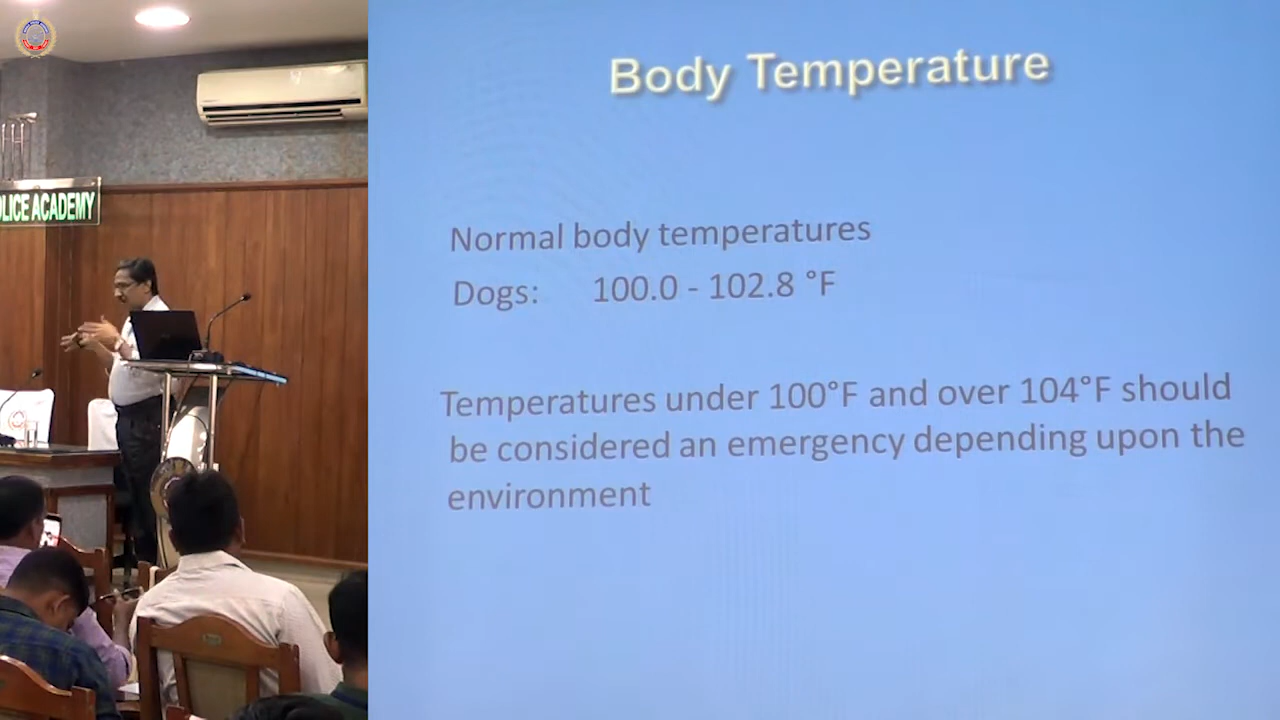 LICE ACADEMY
Body Temperature
Normal body temperatures
Dogs: 100.0 - 102.8 °F
Temperatures under 100°F and over 104°F should
be considered an emergency depending upon the
environment